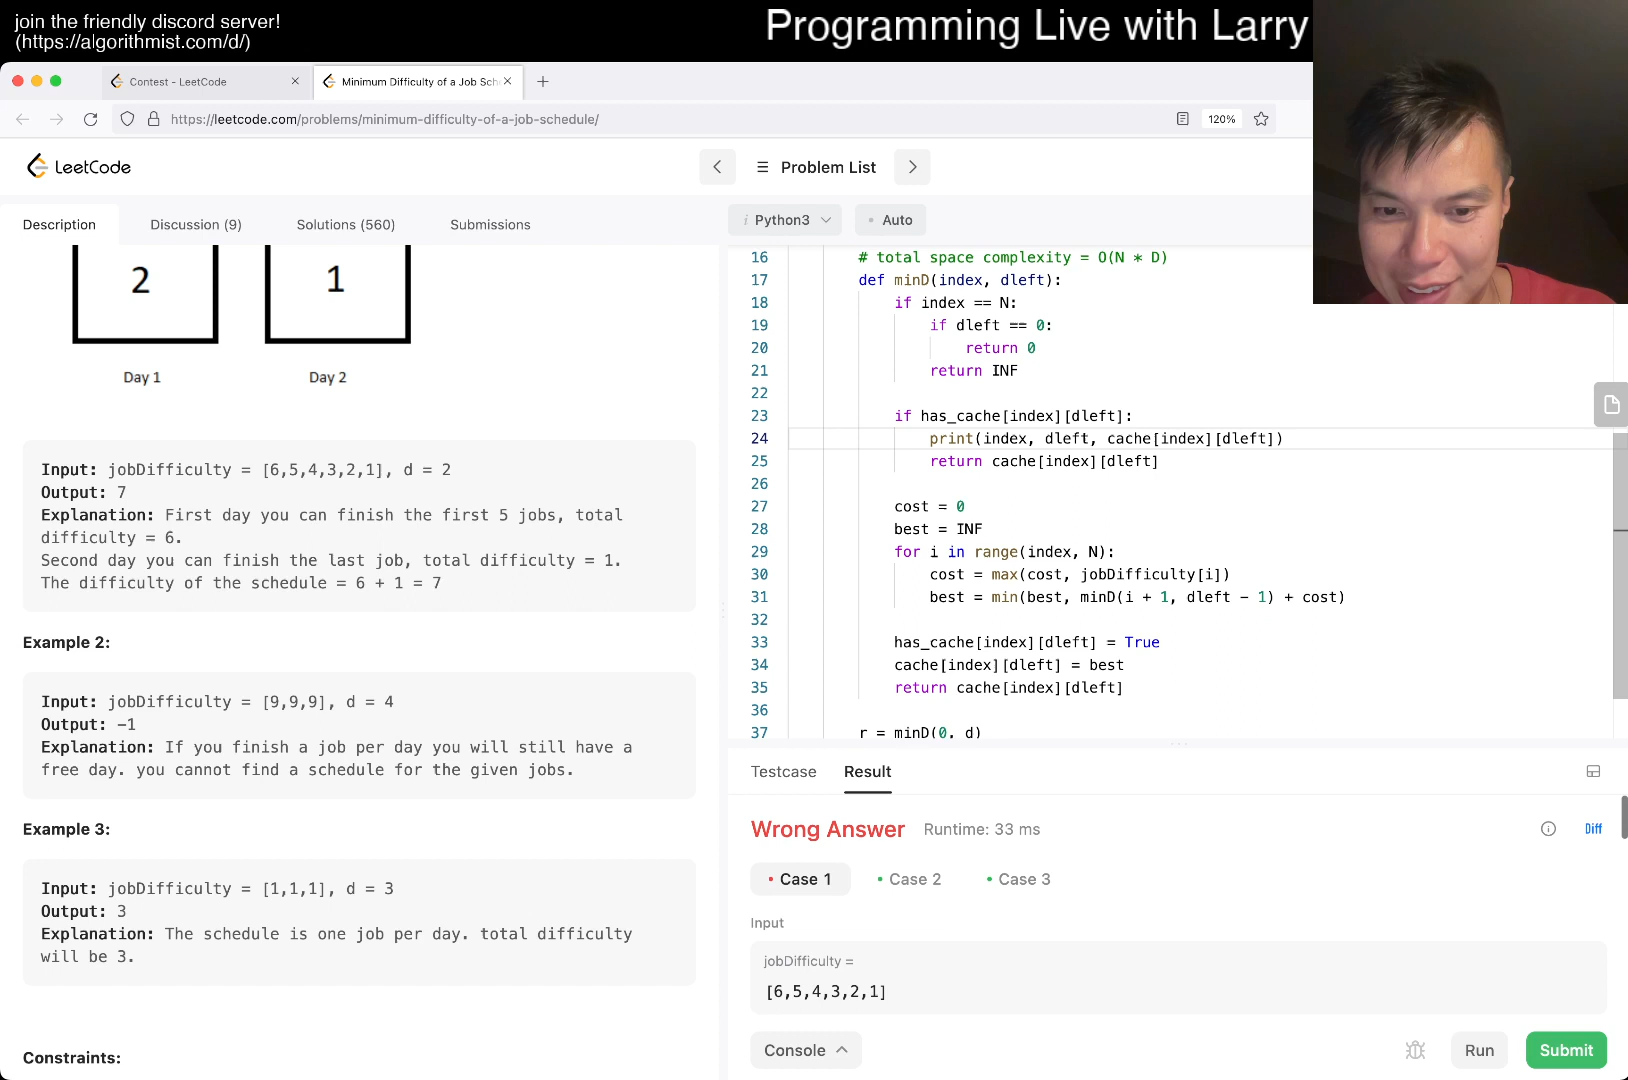 join the friendly discord server!
(https://algorithmist.com/d/)
Programming Live with Larry
Contest - LeetCode
Minimum Difficulty of a Job Sch
https://leetcode.com/problems/minimum-difficulty-of-a-job-schedule/
120%
LeetCode
Problem List
Description
Discussion (9)
Solutions (560)
Submissions
i Python3
Auto
2
1
Day 1
Day 2
Input: jobDifficulty = [6,5,4,3,2,1], d = 2
Output: 7
Explanation: First day you can finish the first 5 jobs, total
difficulty = 6.
Second day you can finish the last job, total difficulty = 1.
The difficulty of the schedule = 6 + 1 = 7
Example 2:
Input: jobDifficulty = [9,9,9], d = 4
Output: -1
Explanation: If you finish a job per day you will still have a
free day. you cannot find a schedule for the given jobs.
Example 3:
Input: jobDifficulty = [1,1,1], d = 3
Output: 3
Explanation: The schedule is one job per day. total difficulty
will be 3.
Constraints:
16 # total space complexity = O(N * D)
17 def minD(index, dleft):
18 if index == N:
19 if dleft == 0:
20 return 0
21 return INF
22
23 if has_cache[index][dleft]:
24 print(index, dleft, cache[index][dleft])
25 return cache[index][dleft]
26
27 cost = 0
28 best = INF
29 for i in range(index, N):
30 cost = max(cost, jobDifficulty[i])
31 best = min(best, minD(i + 1, dleft - 1) + cost)
32
33 has_cache[index][dleft] = True
34 cache[index][dleft] = best
35 return cache[index][dleft]
36
37 r = minD(0, d)
Testcase
Result
Wrong Answer
Runtime: 33 ms
Diff
Case 1
Case 2
Case 3
Input
jobDifficulty =
[6,5,4,3,2,1]
Console
Run
Submit